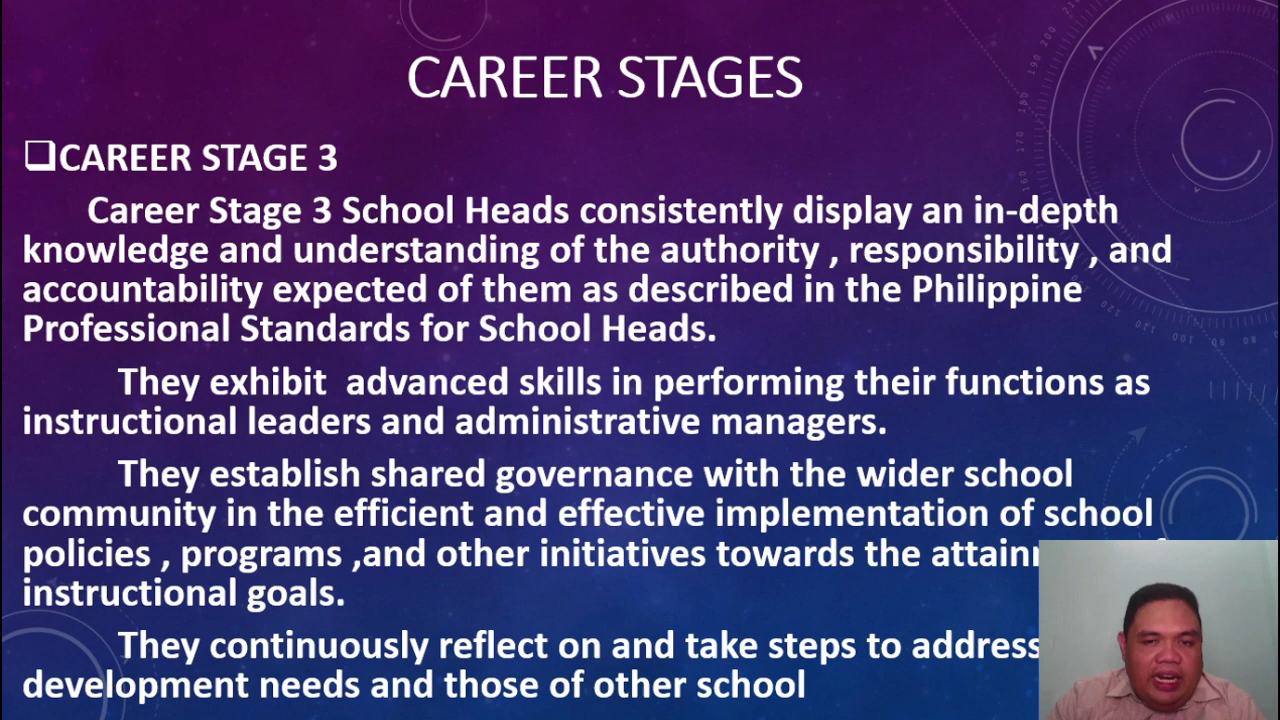 CAREER STAGES
❑CAREER STAGE 3
Career Stage 3 School Heads consistently display an in-depth
knowledge and understanding of the authority , responsibility , and
accountability expected of them as described in the Philippine
Professional Standards for School Heads.
They exhibit advanced skills in performing their functions as
instructional leaders and administrative managers.
They establish shared governance with the wider school
community in the efficient and effective implementation of school
policies , programs ,and other initiatives towards the
instructional goals.
They continuously reflect on and take steps to address
development needs and those of other school